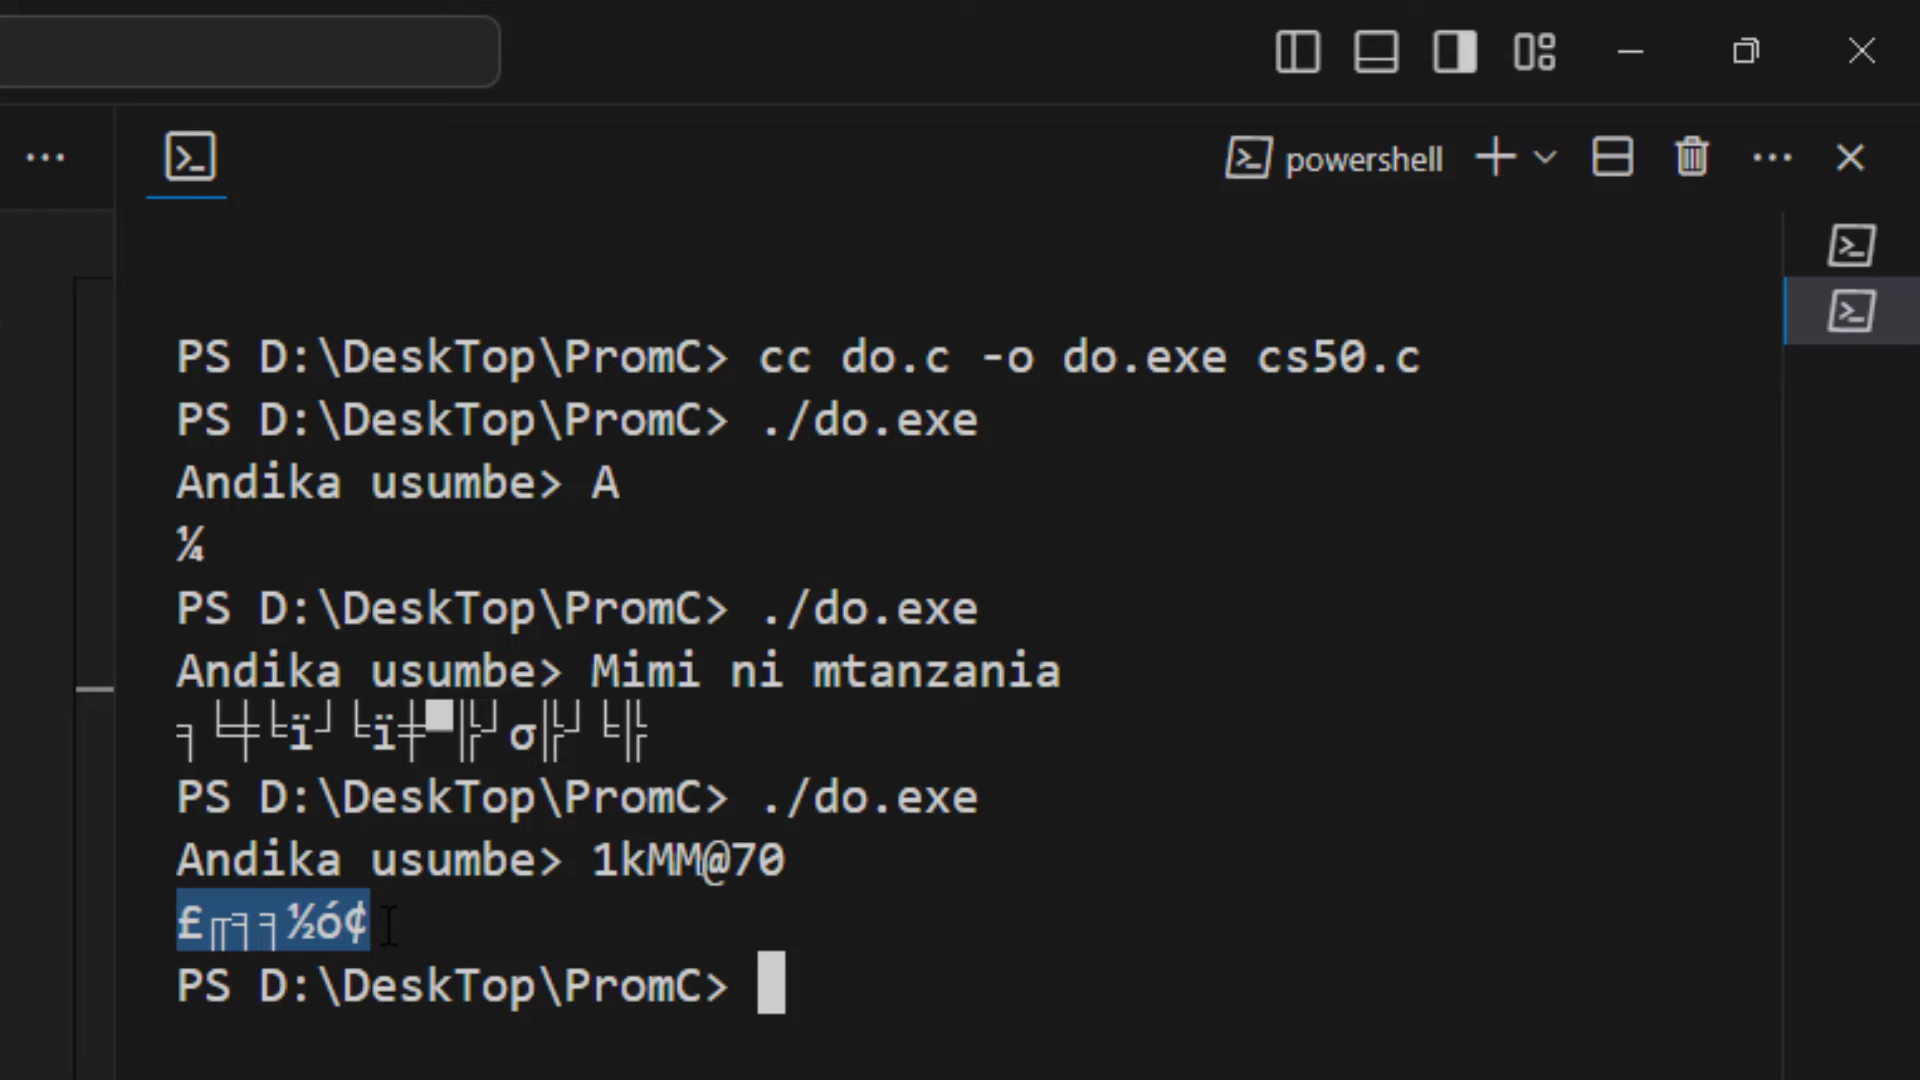 powershell
PS D:\DeskTop\PromC> cc do.c -o do.exe cs50.c
PS D:\DeskTop\PromC> ./do.exe
Andika usumbe> A
¼
PS D:\DeskTop\PromC> ./do.exe
Andika usumbe> Mimi ni mtanzania
╕╘╪╘ï┘╘ï╪▀╠┘σ╠┘╘╠
PS D:\DeskTop\PromC> ./do.exe
Andika usumbe> 1kMM@70
£╓╕╕½ó¢
PS D:\DeskTop\PromC>